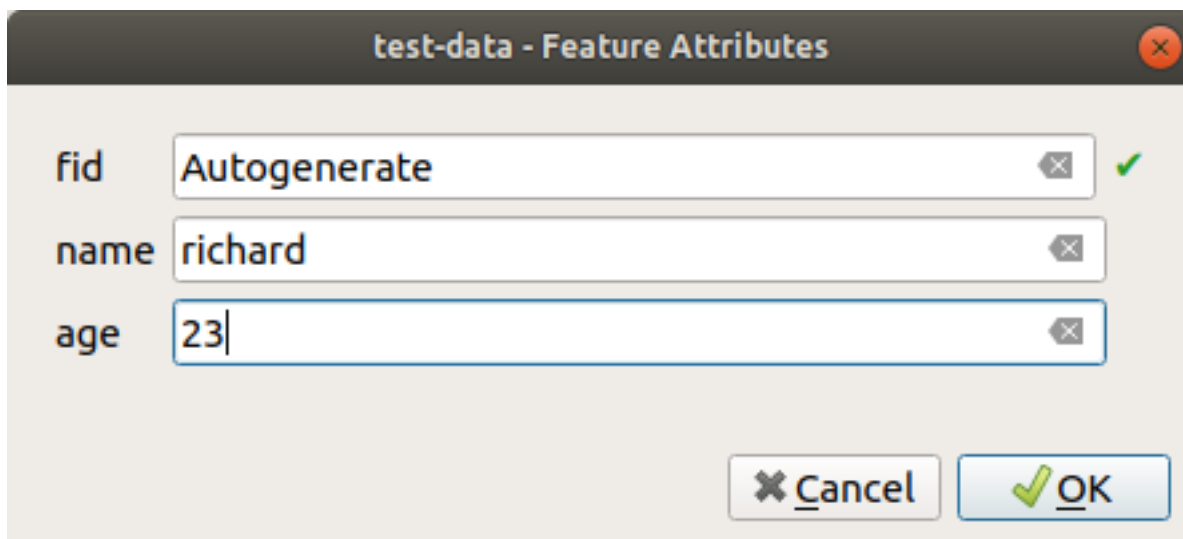 test-data - Feature Attributes
fid Autogenerate
name richard
age 23
Cancel OK